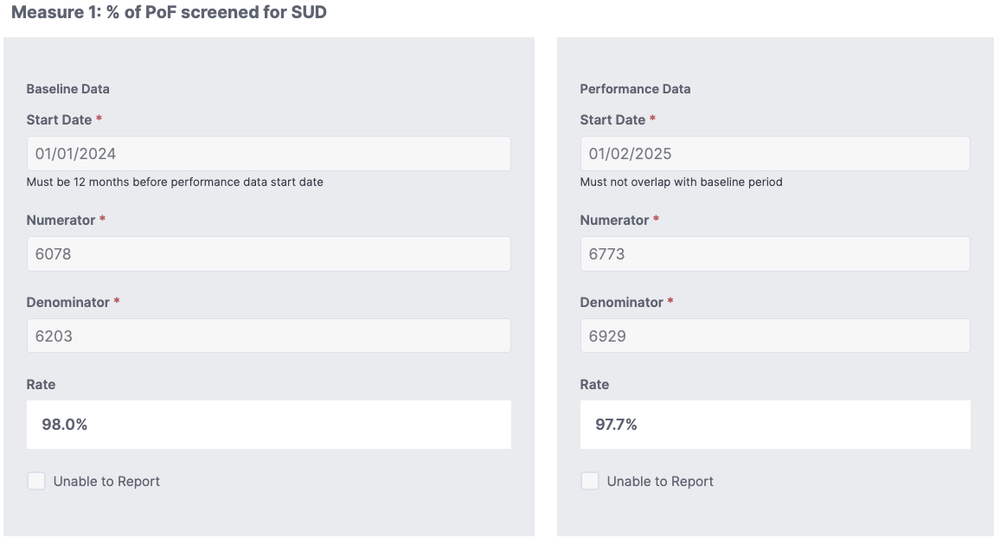 Measure 1: % of PoF screened for SUD
Baseline Data
Start Date *
01/01/2024
Must be 12 months before performance data start date
Numerator *
6078
Denominator *
6203
Rate
98.0%
Unable to Report
Performance Data
Start Date *
01/02/2025
Must not overlap with baseline period
Numerator *
6773
Denominator *
6929
Rate
97.7%
Unable to Report